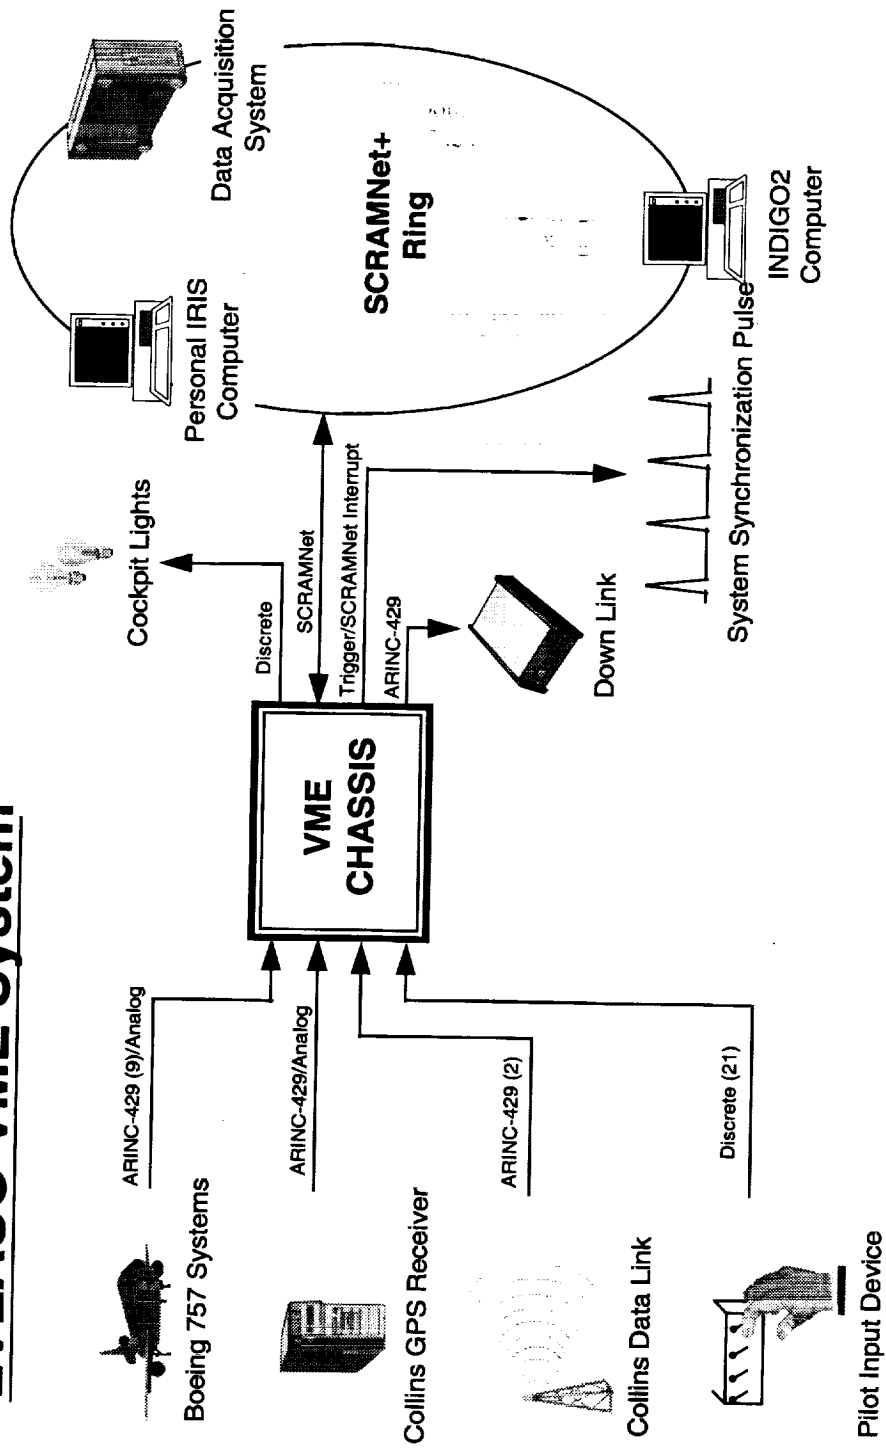 VME System
Boeing 757 Systems
ARINC-429 (9)/Analog
Collins GPS Receiver
ARINC-429/Analog
Collins Data Link
ARINC-429 (2)
Pilot Input Device
Discrete (21)
VME
CHASSIS
Discrete
Cockpit Lights
SCRAMNet
Trigger/SCRAMNet Interrupt
ARINC-429
Down Link
System Synchronization Pulse
Personal IRIS
Computer
Data Acquisition
System
SCRAMNet+
Ring
INDIGO2
Computer